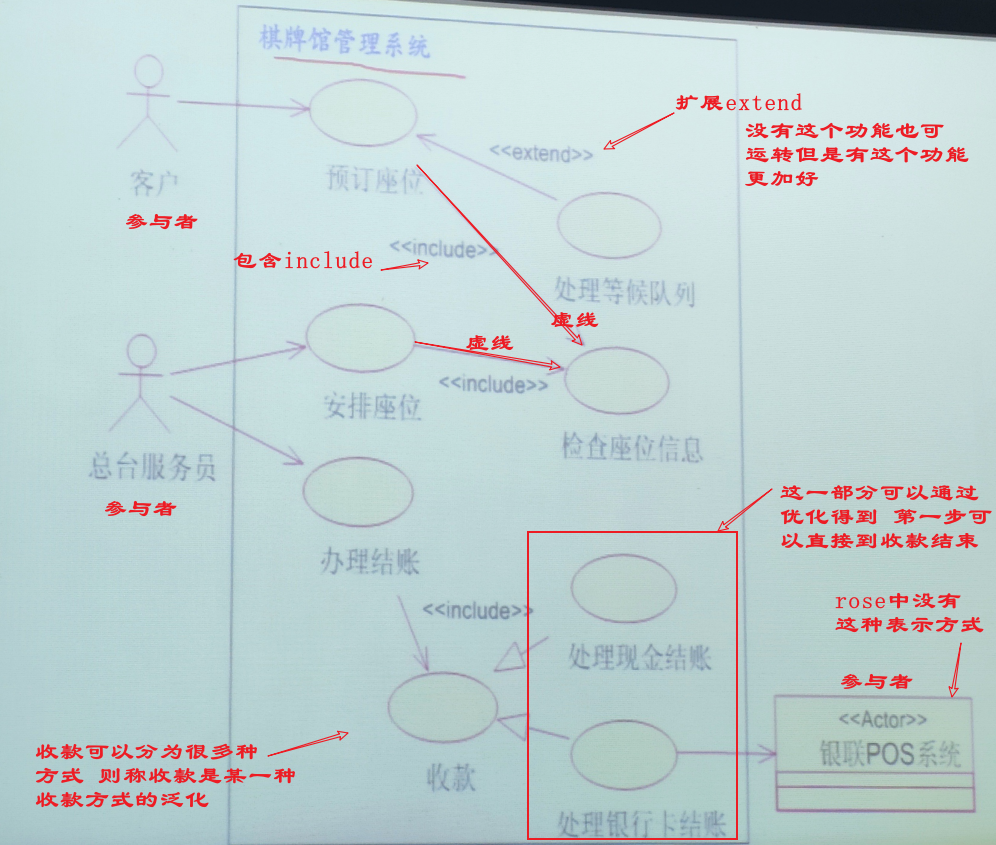 棋牌馆管理系统
扩展extend
没有这个功能也可
运转但是有这个功能
更加好
<<extend>>
预订座位
客户
参与者
<<include>>
包含include
处理等候队列
虚线
虚线
<<include>>
安排座位
检查座位信息
总台服务员
参与者
这一部分可以通过
优化得到 第一步可
以直接到收款结束
办理结账
<<include>>
rose中没有
这种表示方式
处理现金结账
参与者
<<Actor>>
银联POS系统
收款可以分为很多种
方式 则称收款是某一种
收款方式的泛化
收款
处理银行卡结账